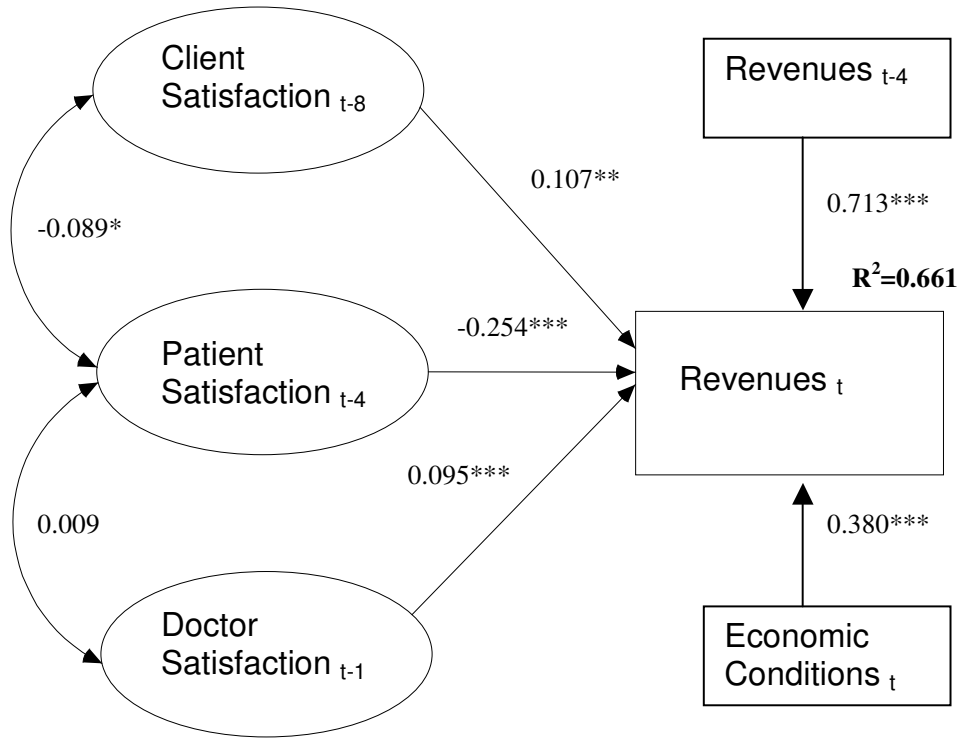 Client
Satisfaction t-8
Revenues t-4
0.107**
0.713***
-0.089*
R²=0.661
-0.254***
Patient
Satisfaction t-4
Revenues t
0.095***
0.009
0.380***
Doctor
Satisfaction t-1
Economic
Conditions t